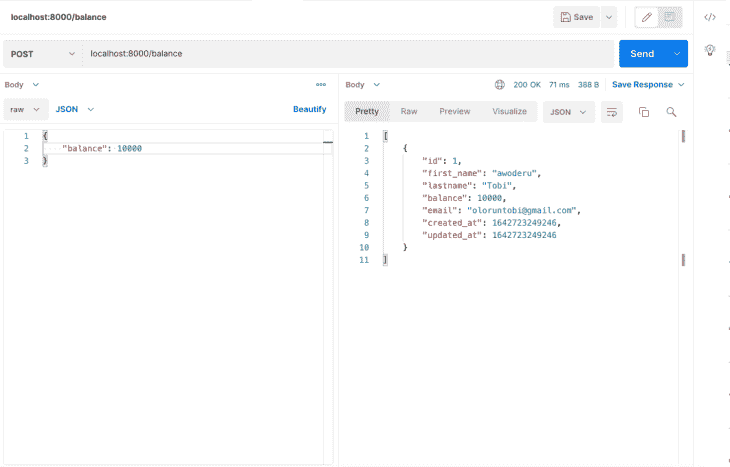 localhost:8000/balance
Save
</>
POST
localhost:8000/balance
Send
Body
raw
JSON
Beautify
1 {
2 "balance": 10000
3 }
Body
200 OK 71 ms 388 B Save Response
Pretty Raw Preview Visualize JSON
1 [
2 {
3 "id": 1,
4 "first_name": "awoderu",
5 "lastname": "Tobi",
6 "balance": 10000,
7 "email": "oloruntobi@gmail.com",
8 "created_at": 1642723249246,
9 "updated_at": 1642723249246
10 }
11 ]